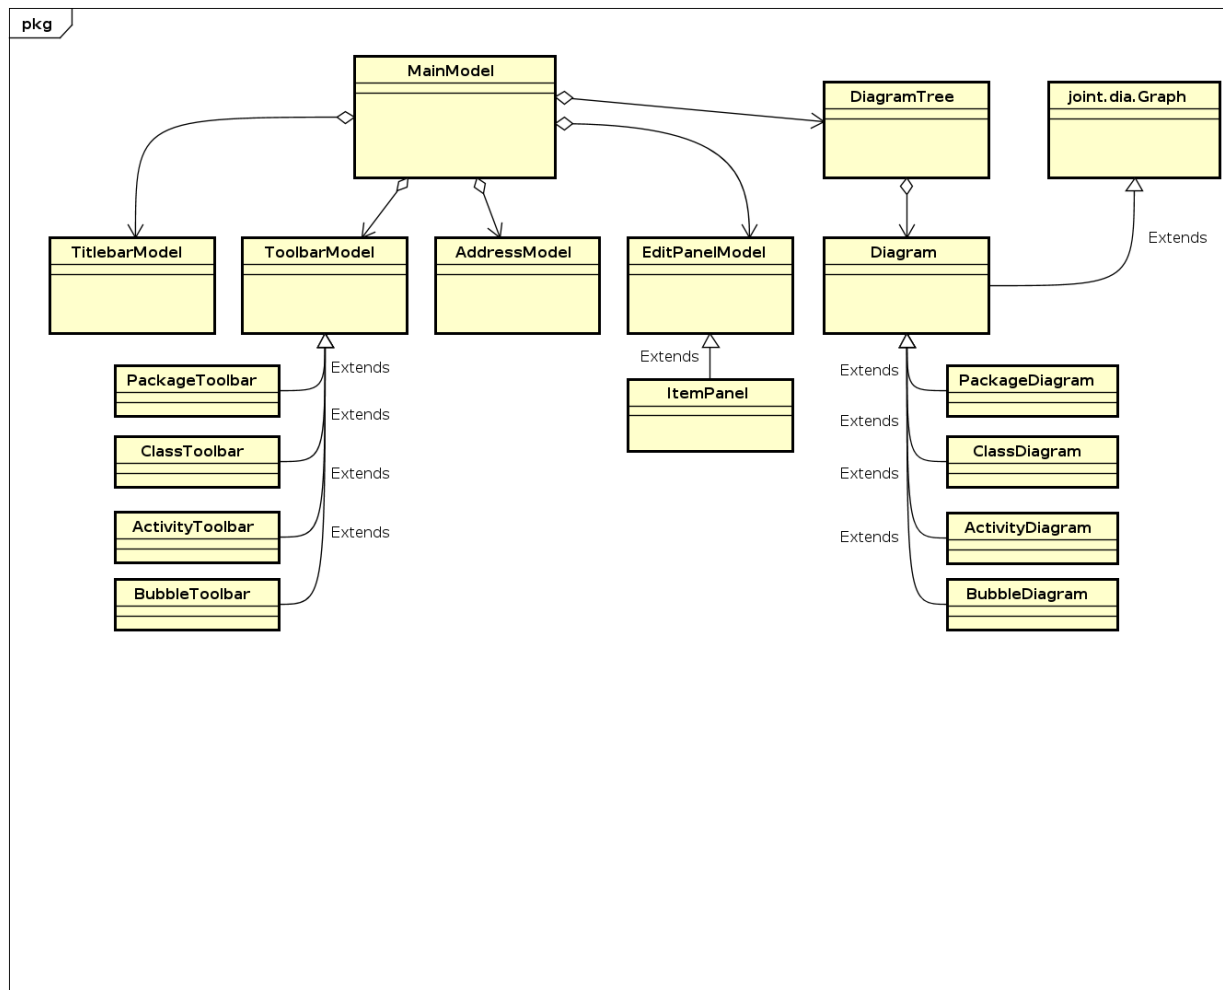 pkg
MainModel
DiagramTree
joint.dia.Graph
TitlebarModel
ToolbarModel
AddressModel
EditPanelModel
Diagram
Extends
Extends
Extends
Extends
PackageToolbar
ItemPanel
PackageDiagram
Extends
Extends
ClassToolbar
ClassDiagram
Extends
Extends
ActivityToolbar
ActivityDiagram
Extends
Extends
BubbleToolbar
BubbleDiagram